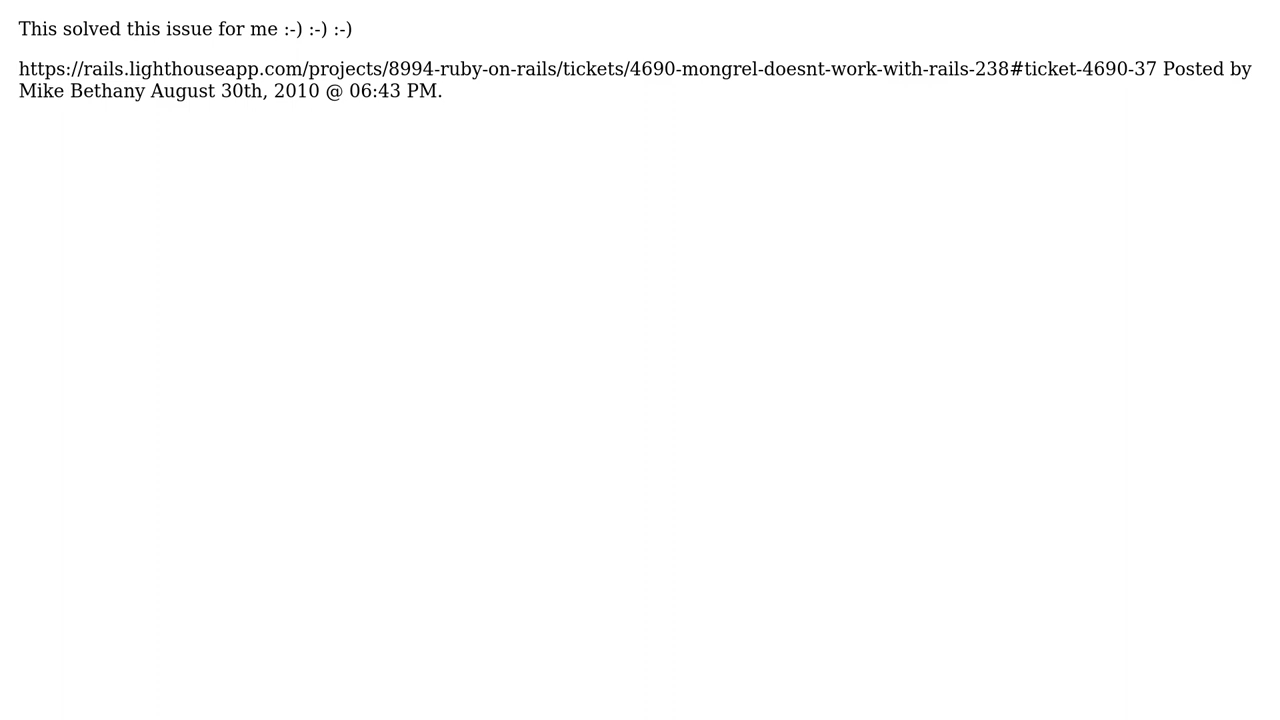 This solved this issue for me :-) :-) :-)
https://rails.lighthouseapp.com/projects/8994-ruby-on-rails/tickets/4690-mongrel-doesnt-work-with-rails-238#ticket-4690-37 Posted by
Mike Bethany August 30th, 2010 @ 06:43 PM.